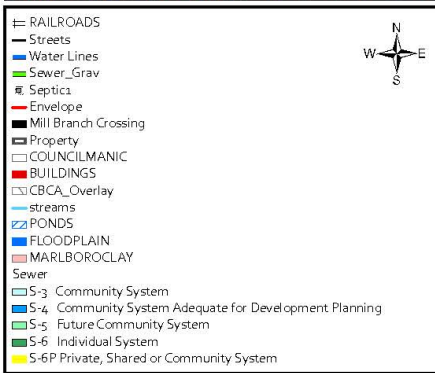 RAILROADS
Streets
Water Lines
Sewer_Grav
Septic1
Envelope
Mill Branch Crossing
Property
COUNCILMANIC
BUILDINGS
CBCA_Overlay
streams
PONDS
FLOODPLAIN
MARLBOROCLAY
Sewer
S-3 Community System
S-4 Community System Adequate for Development Planning
S-5 Future Community System
S-6 Individual System
S-6P Private, Shared or Community System
N
W E
S